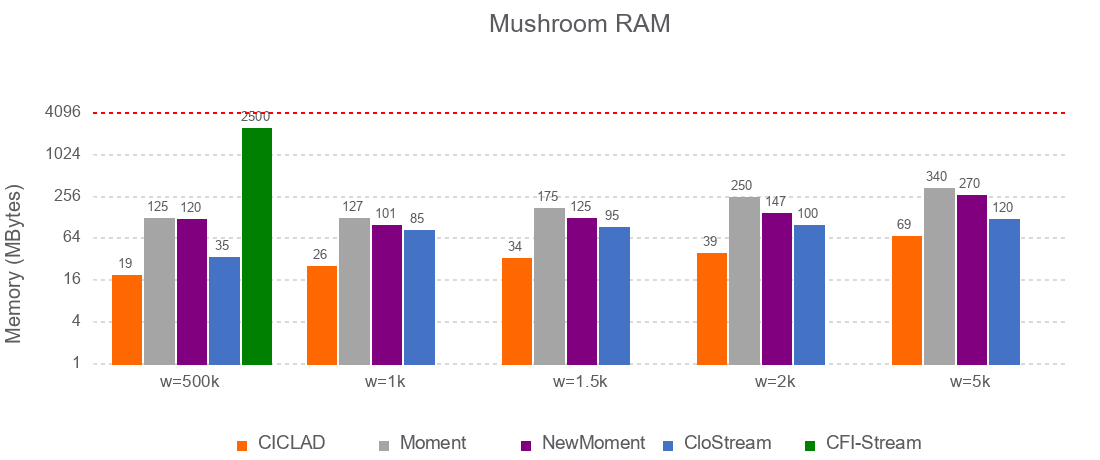 Mushroom RAM
Memory (MBytes)
4096
1024
256
64
16
4
1
19
125
120
35
2500
26
127
101
85
34
175
125
95
39
250
147
100
69
340
270
120
w=500k
w=1k
w=1.5k
w=2k
w=5k
CICLAD
Moment
NewMoment
CloStream
CFI-Stream